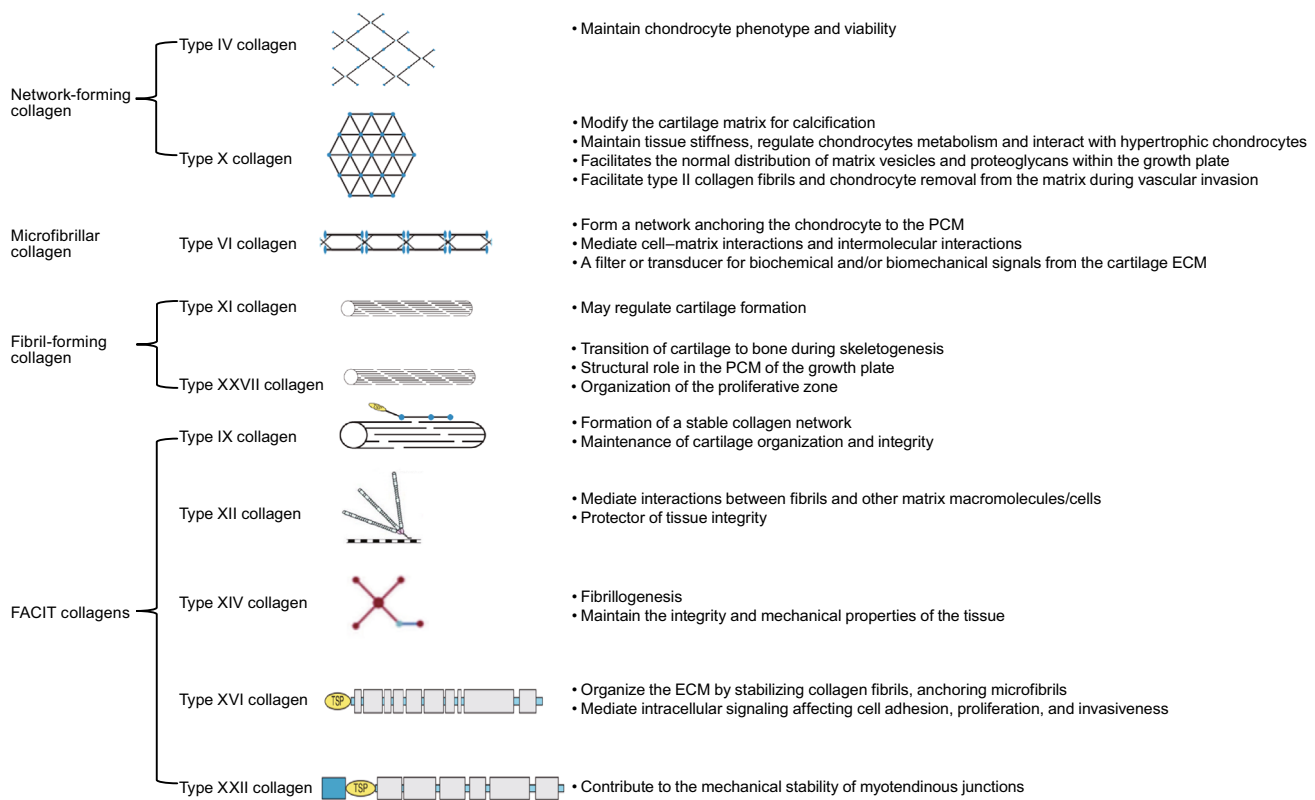 Network-forming
collagen
Type IV collagen
• Maintain chondrocyte phenotype and viability
Type X collagen
• Modify the cartilage matrix for calcification
• Maintain tissue stiffness, regulate chondrocytes metabolism and interact with hypertrophic chondrocytes
• Facilitates the normal distribution of matrix vesicles and proteoglycans within the growth plate
• Facilitate type II collagen fibrils and chondrocyte removal from the matrix during vascular invasion
Microfibrillar
collagen
Type VI collagen
• Form a network anchoring the chondrocyte to the PCM
• Mediate cell–matrix interactions and intermolecular interactions
• A filter or transducer for biochemical and/or biomechanical signals from the cartilage ECM
Fibril-forming
collagen
Type XI collagen
• May regulate cartilage formation
Type XXVII collagen
• Transition of cartilage to bone during skeletogenesis
• Structural role in the PCM of the growth plate
• Organization of the proliferative zone
FACIT collagens
Type IX collagen
TSP
• Formation of a stable collagen network
• Maintenance of cartilage organization and integrity
Type XII collagen
• Mediate interactions between fibrils and other matrix macromolecules/cells
• Protector of tissue integrity
Type XIV collagen
• Fibrillogenesis
• Maintain the integrity and mechanical properties of the tissue
Type XVI collagen
TSP
• Organize the ECM by stabilizing collagen fibrils, anchoring microfibrils
• Mediate intracellular signaling affecting cell adhesion, proliferation, and invasiveness
Type XXII collagen
TSP
• Contribute to the mechanical stability of myotendinous junctions